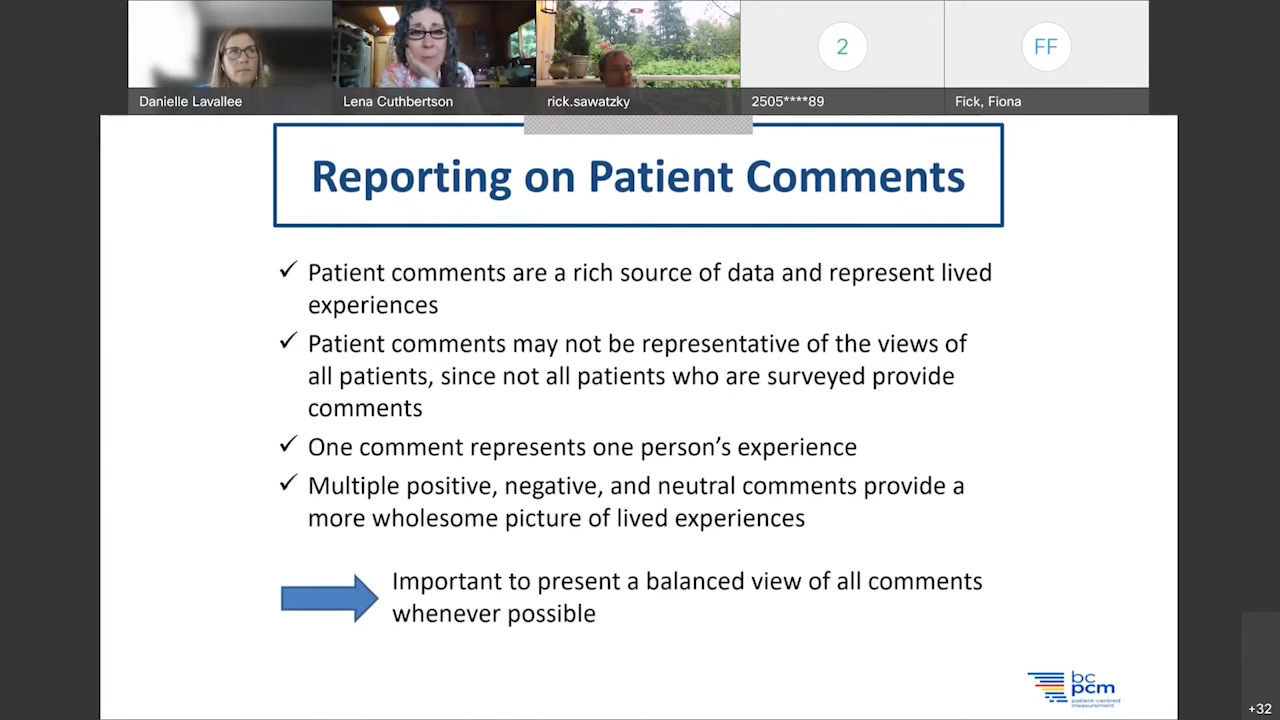 Danielle Lavallee
Lena Cuthbertson
rick.sawatzky
2
2505****89
FF
Fick, Fiona
Reporting on Patient Comments
✓ Patient comments are a rich source of data and represent lived
experiences
✓ Patient comments may not be representative of the views of
all patients, since not all patients who are surveyed provide
comments
✓ One comment represents one person’s experience
✓ Multiple positive, negative, and neutral comments provide a
more wholesome picture of lived experiences
Important to present a balanced view of all comments
whenever possible
bc
pcm
patient-centred
measurement
+32